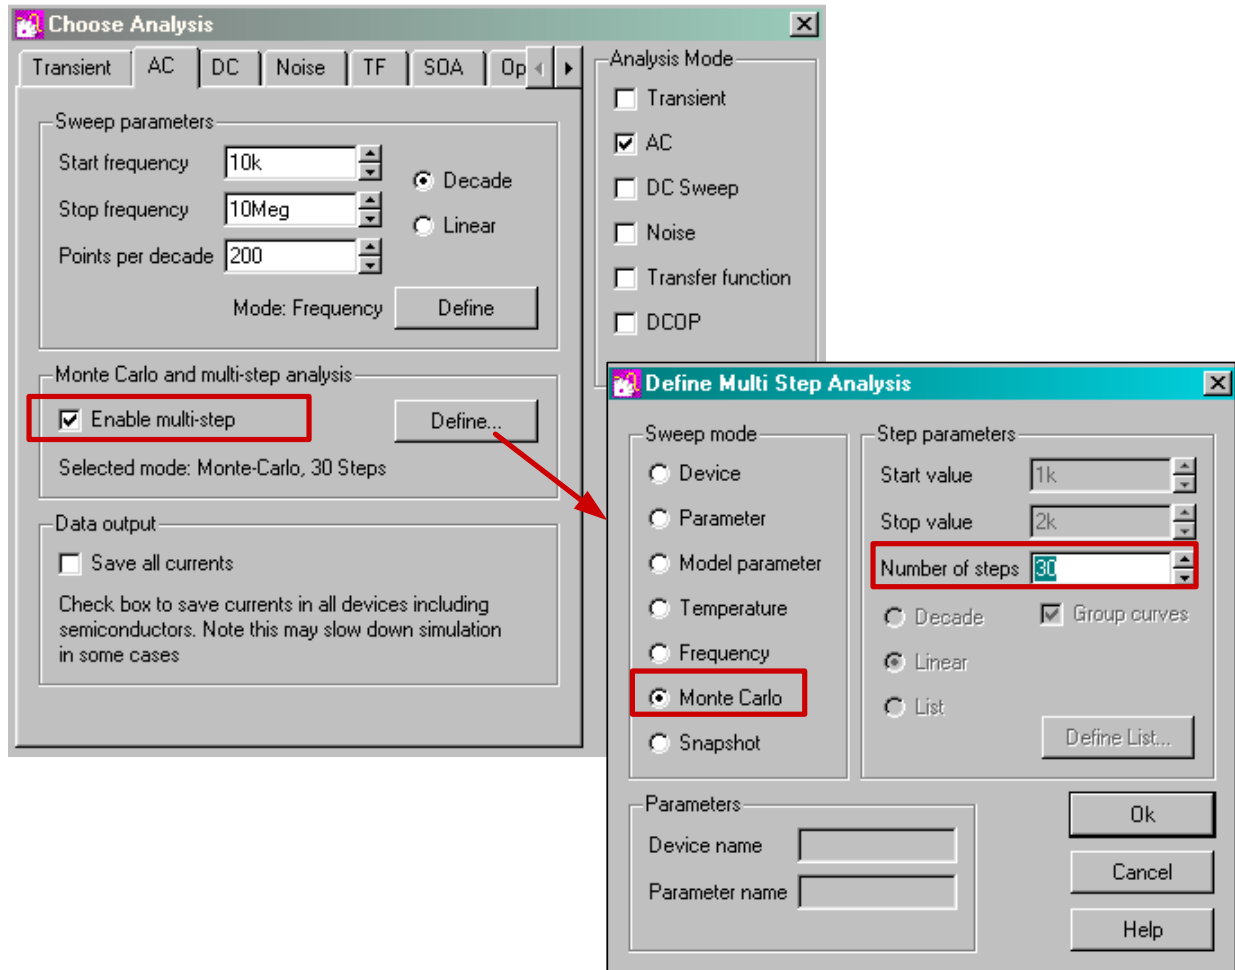 Choose Analysis
Transient AC DC Noise TF SOA Op
Sweep parameters
Start frequency 10k
Stop frequency 10Meg
Points per decade 200
Decade
Linear
Mode: Frequency Define
Monte Carlo and multi-step analysis
Enable multi-step Define...
Selected mode: Monte-Carlo, 30 Steps
Data output
Save all currents
Check box to save currents in all devices including
semiconductors. Note this may slow down simulation
in some cases
Analysis Mode
Transient
AC
DC Sweep
Noise
Transfer function
DCOP
Define Multi Step Analysis
Sweep mode
Device
Parameter
Model parameter
Temperature
Frequency
Monte Carlo
Snapshot
Step parameters
Start value 1k
Stop value 2k
Number of steps 30
Decade Group curves
Linear
List
Define List...
Parameters
Device name
Parameter name
Ok
Cancel
Help